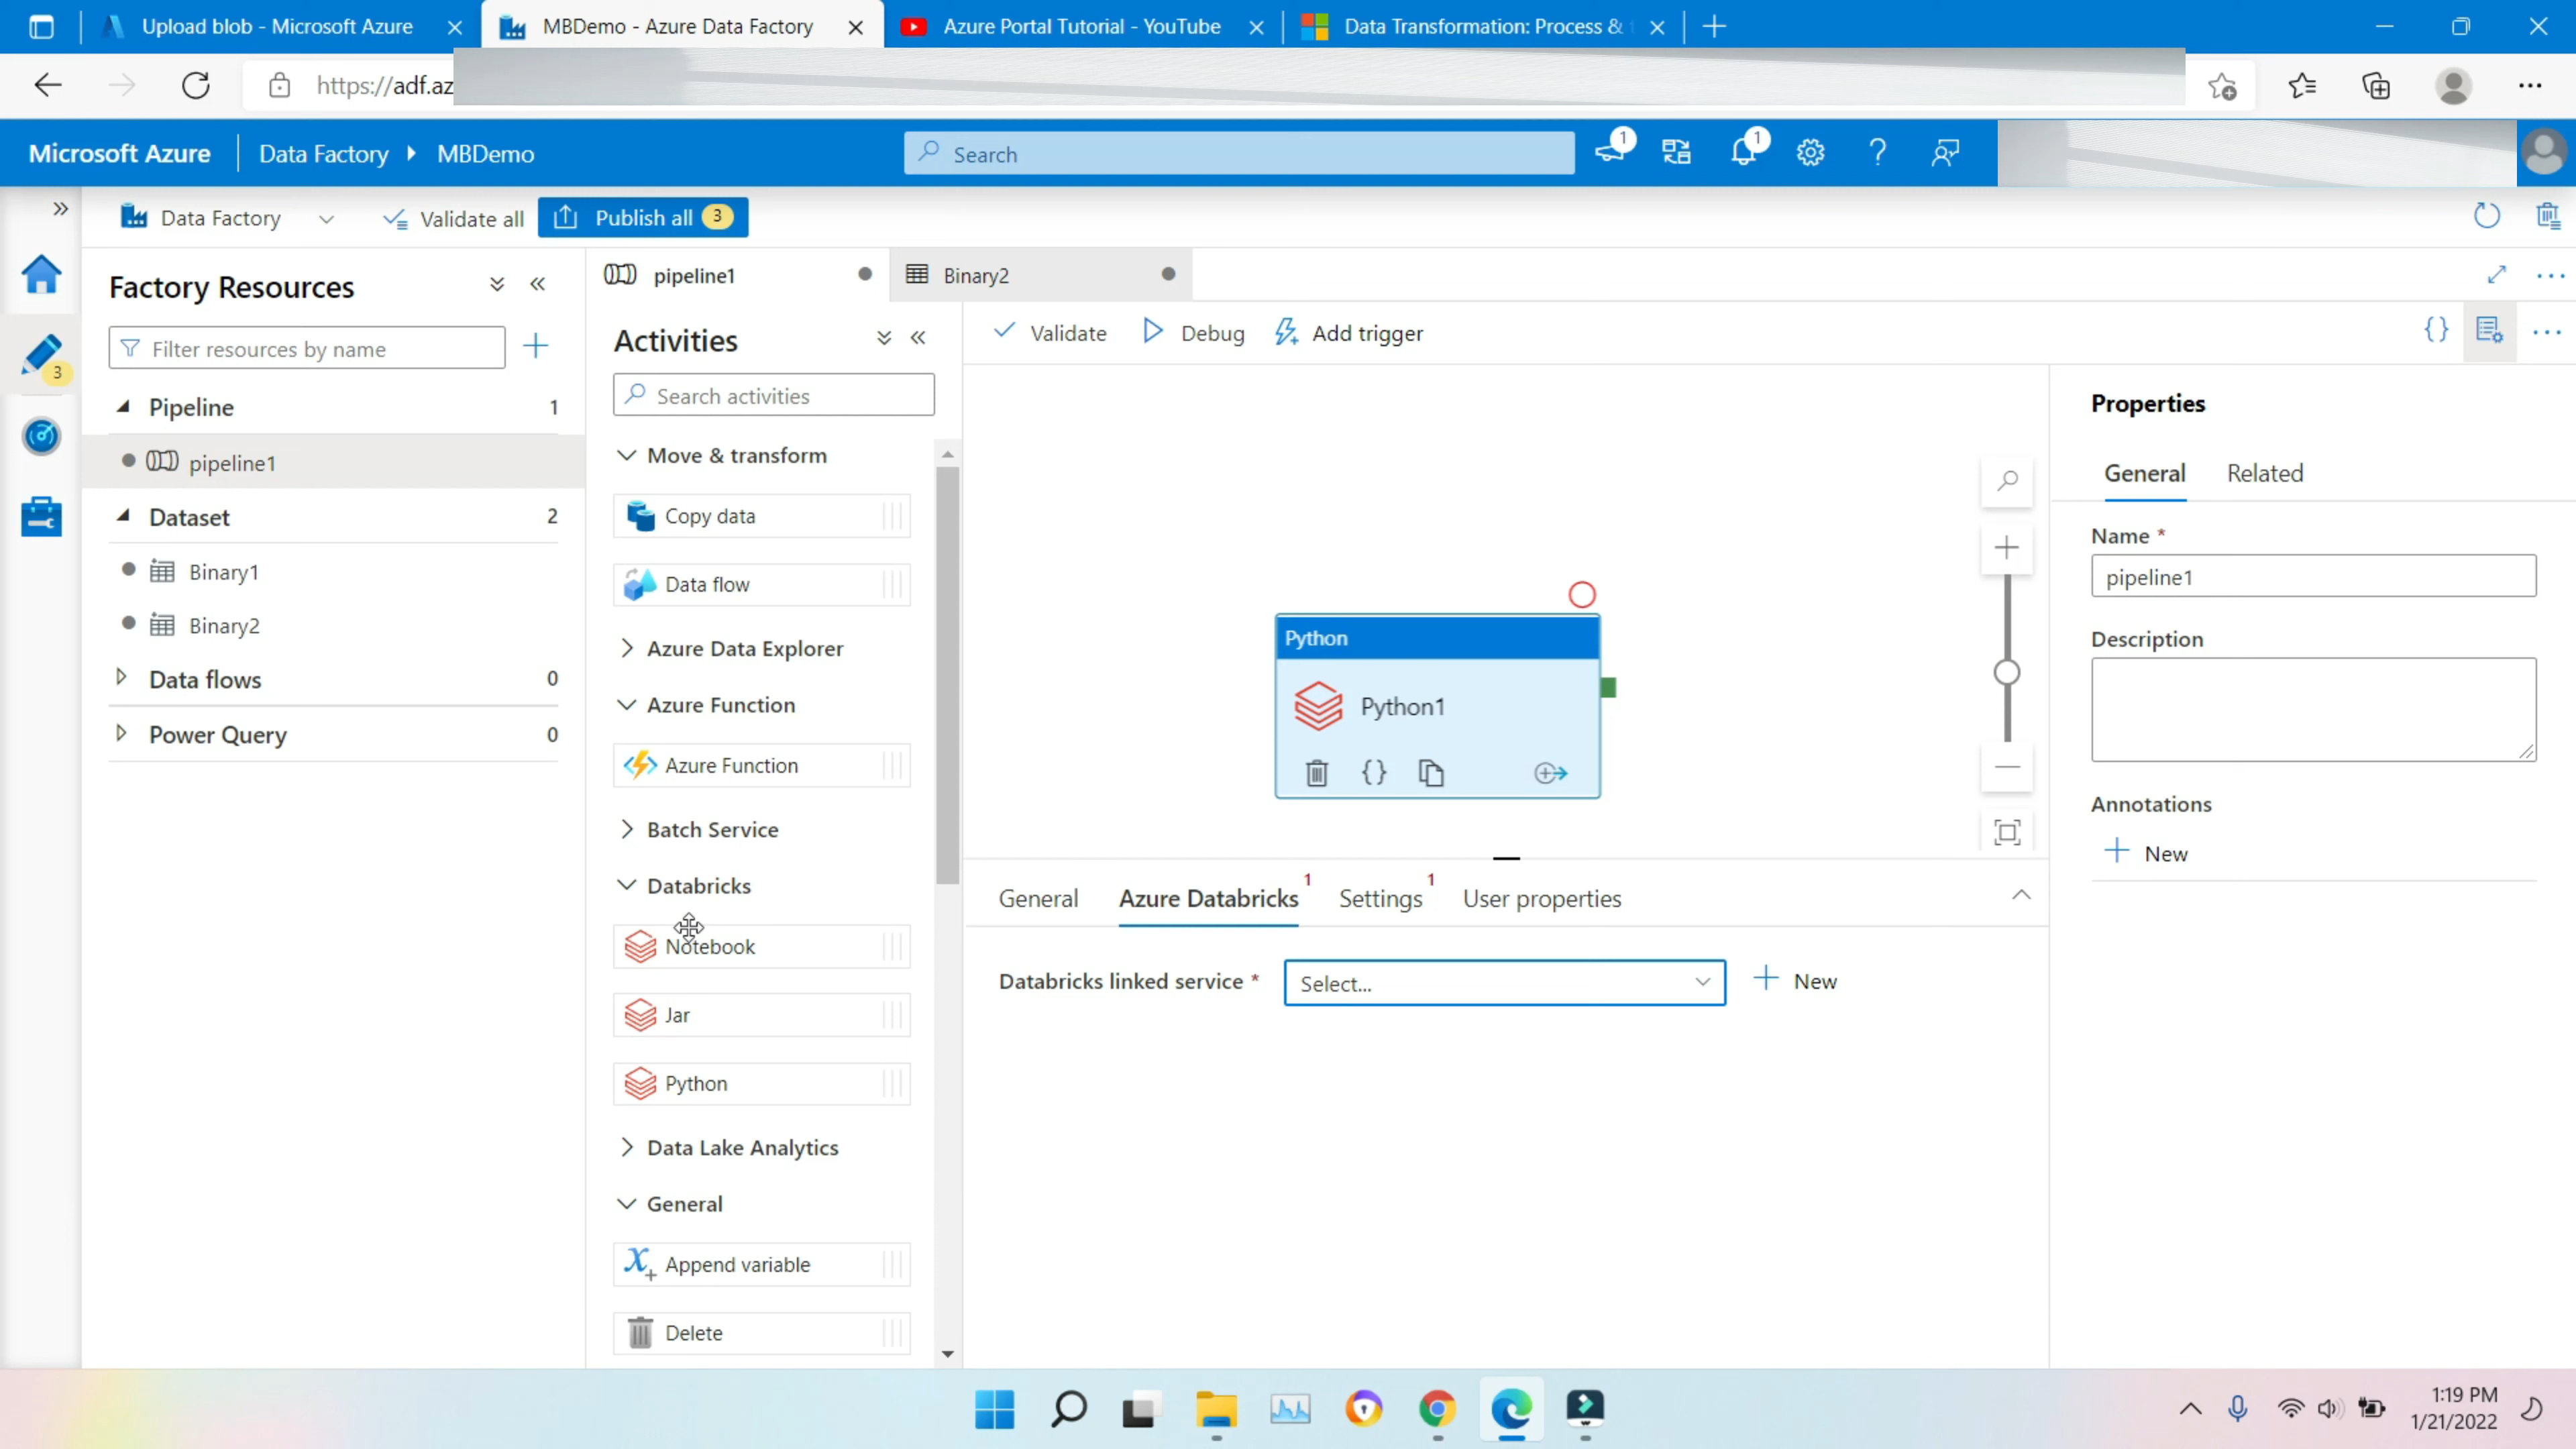 Upload blob - Microsoft Azure
MBDemo - Azure Data Factory
Azure Portal Tutorial - YouTube
Data Transformation: Process &
https://adf.az
Microsoft Azure
Data Factory
MBDemo
Search
1
1
Data Factory
Validate all
Publish all
3
Factory Resources
Filter resources by name
3
Pipeline
1
pipeline1
Dataset
2
Binary1
Binary2
Data flows
0
Power Query
0
pipeline1
Binary2
Activities
Search activities
Move & transform
Copy data
Data flow
Azure Data Explorer
Azure Function
Azure Function
Batch Service
Databricks
Notebook
Jar
Python
Data Lake Analytics
General
Append variable
Delete
Validate
Debug
Add trigger
Python
Python1
General
Azure Databricks
1
Settings
1
User properties
Databricks linked service *
Select...
New
Properties
General
Related
Name *
pipeline1
Description
Annotations
New
1:19 PM
1/21/2022